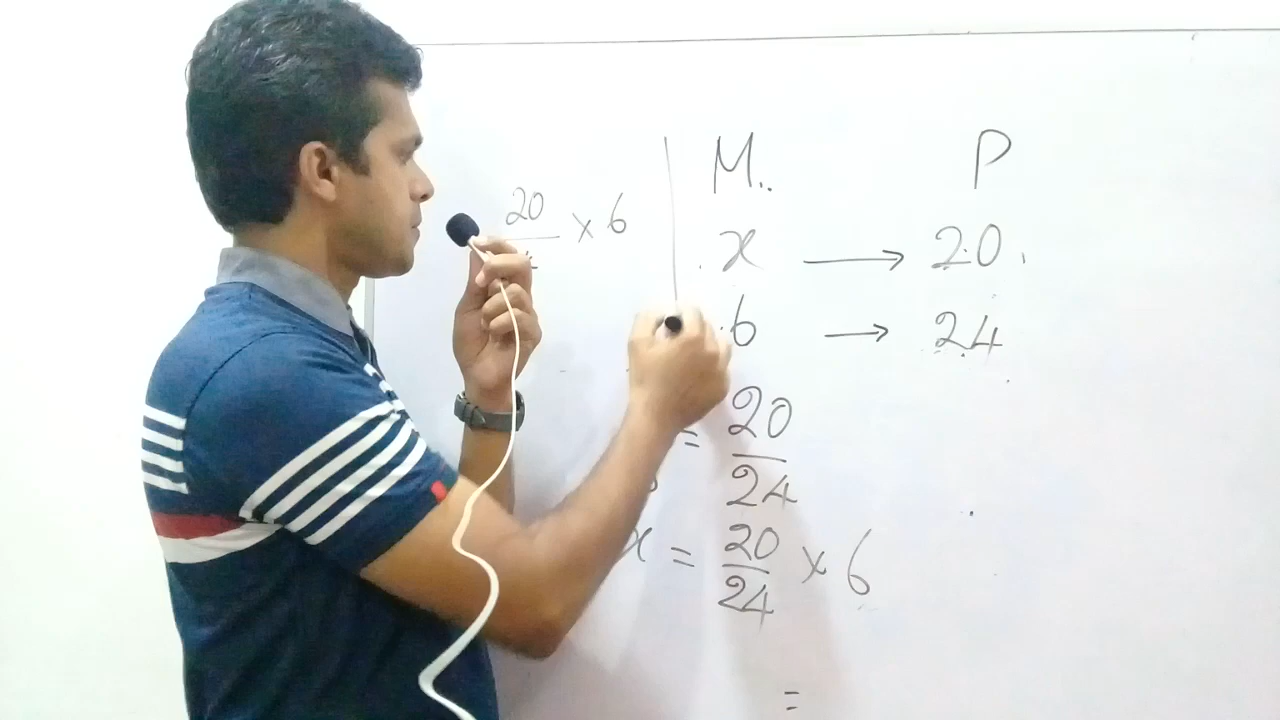 20 × 6
M.. P
x → 20
6 → 24
= 20/24
x = 20/24 × 6
=